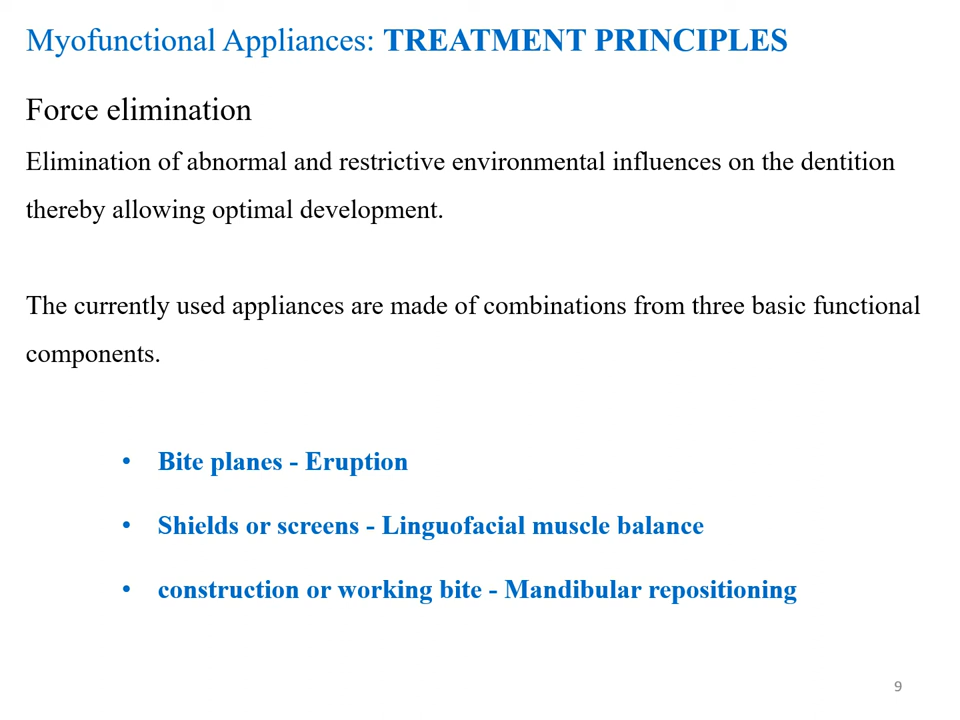 Myofunctional Appliances: TREATMENT PRINCIPLES
Force elimination
Elimination of abnormal and restrictive environmental influences on the dentition
thereby allowing optimal development.
The currently used appliances are made of combinations from three basic functional
components.
• Bite planes - Eruption
• Shields or screens - Linguofacial muscle balance
• construction or working bite - Mandibular repositioning
9